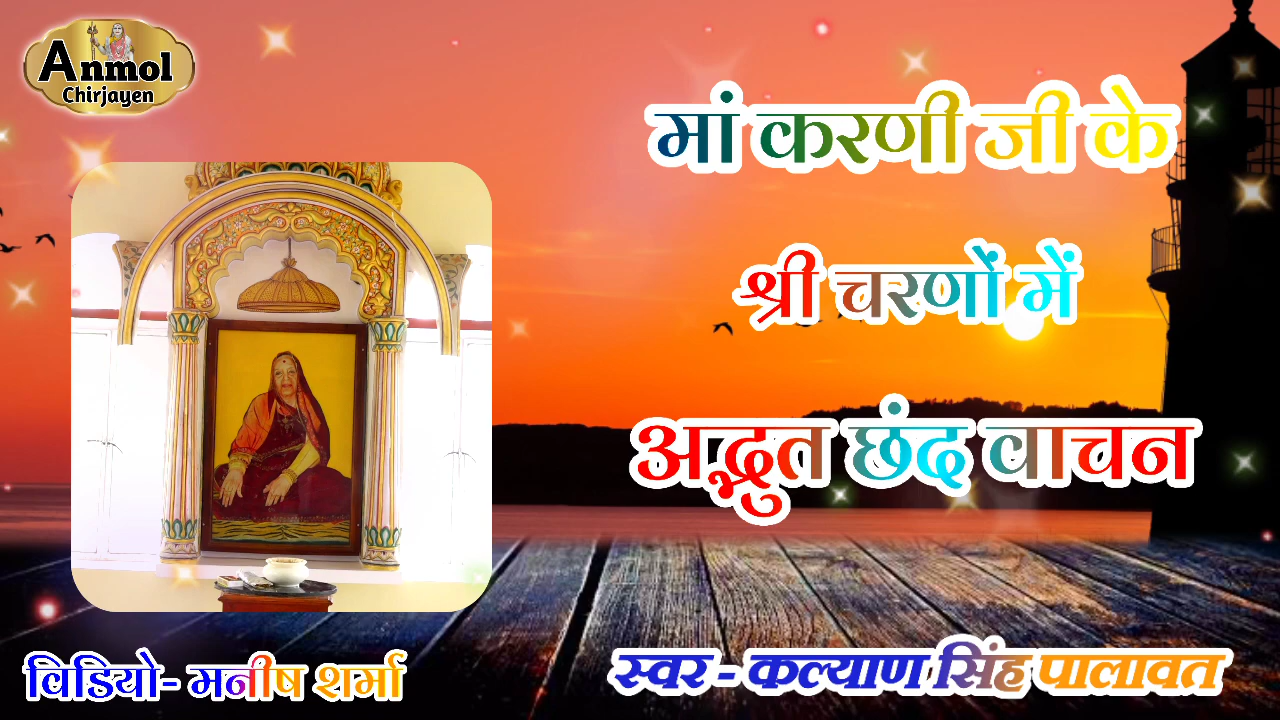 Anmol
Chirjayen
मां करणी जी के
श्री चरणों में
अद्भुत छंद वाचन
विडियो- मनीष शर्मा
स्वर - कल्याण सिंह पालावत